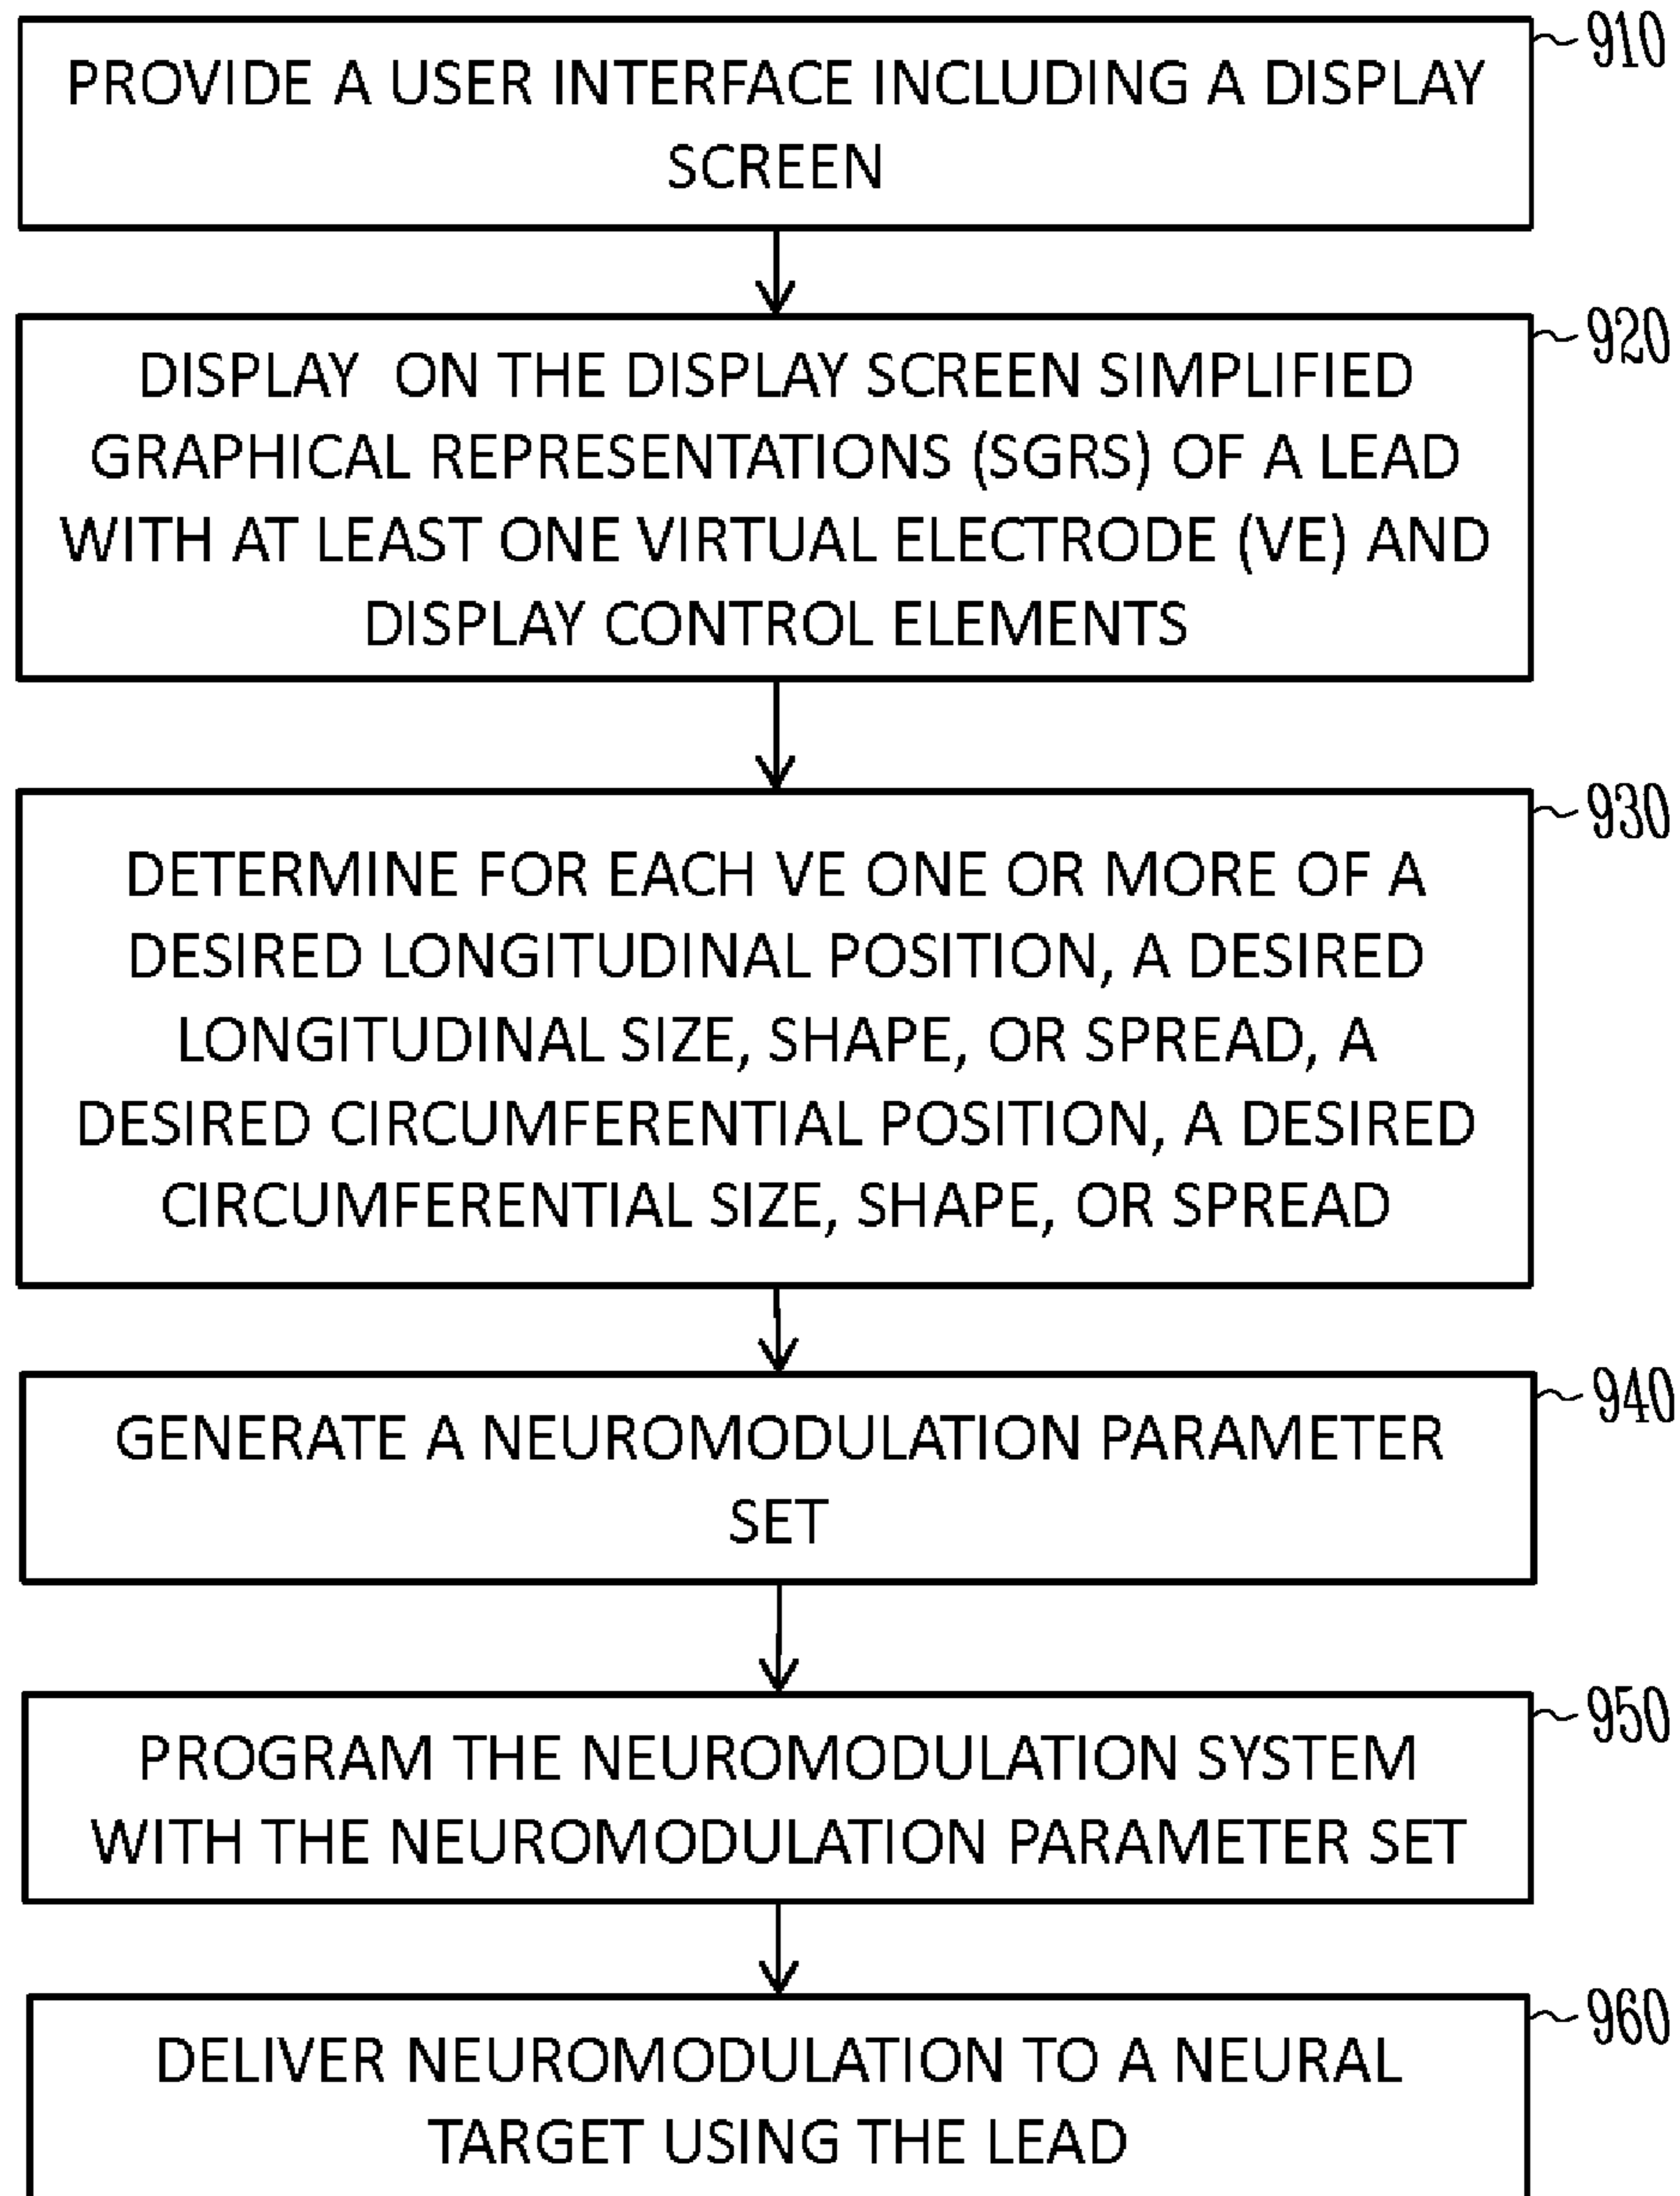 910
PROVIDE A USER INTERFACE INCLUDING A DISPLAY
SCREEN
920
DISPLAY ON THE DISPLAY SCREEN SIMPLIFIED
GRAPHICAL REPRESENTATIONS (SGRS) OF A LEAD
WITH AT LEAST ONE VIRTUAL ELECTRODE (VE) AND
DISPLAY CONTROL ELEMENTS
930
DETERMINE FOR EACH VE ONE OR MORE OF A
DESIRED LONGITUDINAL POSITION, A DESIRED
LONGITUDINAL SIZE, SHAPE, OR SPREAD, A
DESIRED CIRCUMFERENTIAL POSITION, A DESIRED
CIRCUMFERENTIAL SIZE, SHAPE, OR SPREAD
940
GENERATE A NEUROMODULATION PARAMETER
SET
950
PROGRAM THE NEUROMODULATION SYSTEM
WITH THE NEUROMODULATION PARAMETER SET
960
DELIVER NEUROMODULATION TO A NEURAL
TARGET USING THE LEAD